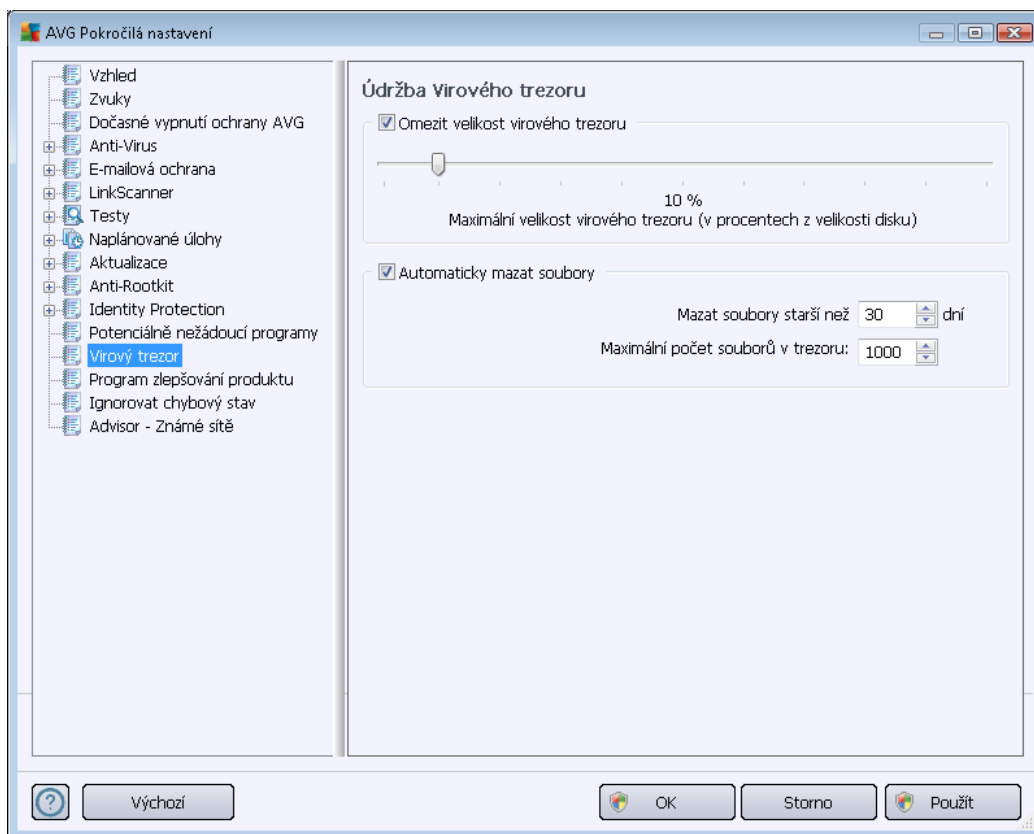 AVG Pokročilá nastavení
Vzhled
Zvuky
Dočasné vypnutí ochrany AVG
Anti-Virus
E-mailová ochrana
LinkScanner
Testy
Naplánované úlohy
Aktualizace
Anti-Rootkit
Identity Protection
Potenciálně nežádoucí programy
Virový trezor
Program zlepšování produktu
Ignorovat chybový stav
Advisor - Známé sítě
Údržba Virového trezoru
Omezit velikost virového trezoru
10 %
Maximální velikost virového trezoru (v procentech z velikosti disku)
Automaticky mazat soubory
Mazat soubory starší než 30 dní
Maximální počet souborů v trezoru: 1000
? Výchozí OK Storno Použít